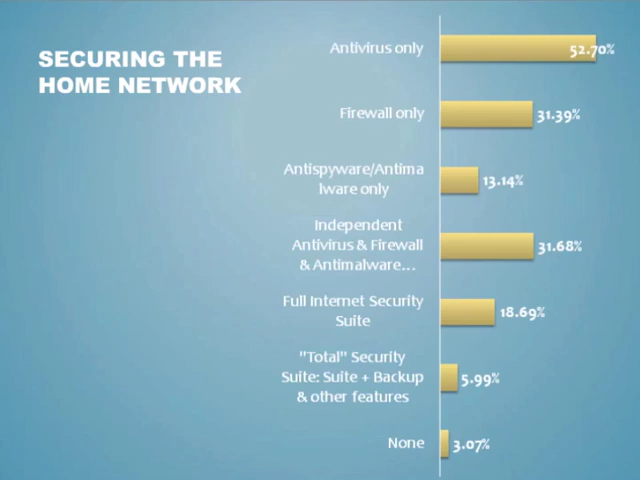 SECURING THE
HOME NETWORK
Antivirus only
52.70%
Firewall only
31.39%
Antispyware/Antima
lware only
13.14%
Independent
Antivirus & Firewall
& Antimalware...
31.68%
Full Internet Security
Suite
18.69%
"Total" Security
Suite: Suite + Backup
& other features
5.99%
None
3.07%